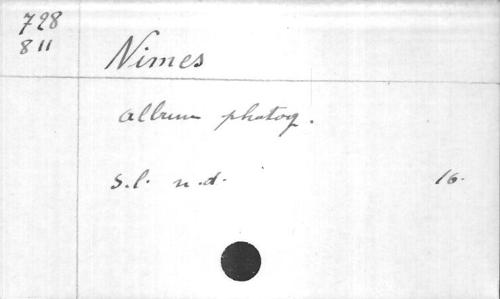 728
811
Nimes
album photog.
s.l. n.d. 16.